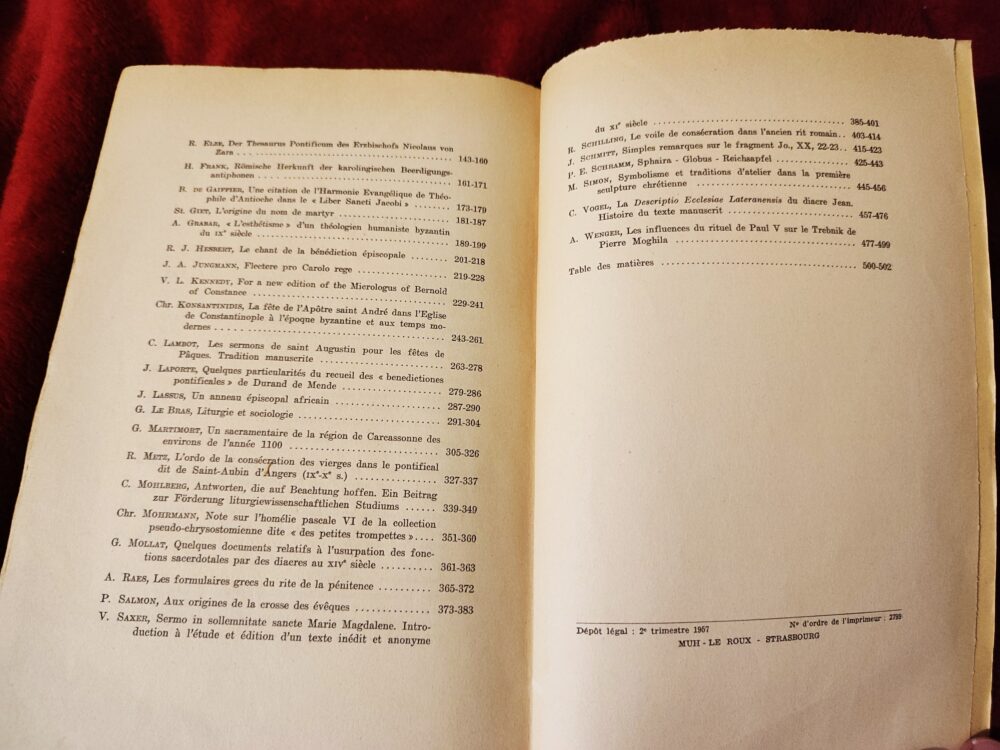 R. Elze, Der Thesaurus Pontificum des Erzbischofs Nicolaus von
Zara ........ 143-160
H. Frank, Römische Herkunft der karolingischen Beerdigungs-
antiphonen ........ 161-171
B. de Gaiffier, Une citation de l'Harmonie Evangélique de Théo-
phile d'Antioche dans le « Liber Sancti Jacobi » ........ 173-179
St. Giet, L'origine du nom de martyr ........ 181-187
A. Grabar, « L'esthétisme » d'un théologien humaniste byzantin
du IXe siècle ........ 189-199
R. J. Hesbert, Le chant de la bénédiction épiscopale ........ 201-218
J. A. Jungmann, Flectere pro Carolo rege ........ 219-228
V. L. Kennedy, For a new edition of the Micrologus of Bernold
of Constance ........ 229-241
Chr. Konsantinidis, La fête de l'Apôtre saint André dans l'Eglise
de Constantinople à l'époque byzantine et aux temps mo-
dernes ........ 243-261
C. Lambot, Les sermons de saint Augustin pour les fêtes de
Pâques. Tradition manuscrite ........ 263-278
J. Laporte, Quelques particularités du recueil des « benedictiones
pontificales » de Durand de Mende ........ 279-286
J. Lassus, Un anneau épiscopal africain ........ 287-290
G. Le Bras, Liturgie et sociologie ........ 291-304
G. Martimort, Un sacramentaire de la région de Carcassonne des
environs de l'année 1100 ........ 305-326
R. Metz, L'ordo de la consécration des vierges dans le pontifical
dit de Saint-Aubin d'Angers (IXe-Xe s.) ........ 327-337
C. Mohlberg, Antworten, die auf Beachtung hoffen. Ein Beitrag
zur Förderung liturgiewissenschaftlichen Studiums ...... 339-349
Chr. Mohrmann, Note sur l'homélie pascale VI de la collection
pseudo-chrysostomienne dite « des petites trompettes ».... 351-360
G. Mollat, Quelques documents relatifs à l'usurpation des fonc-
tions sacerdotales par des diacres au XIVe siècle .......... 361-363
A. Raes, Les formulaires grecs du rite de la pénitence .......... 365-372
P. Salmon, Aux origines de la crosse des évêques ............ 373-383
V. Saxer, Sermo in sollemnitate sancte Marie Magdalene. Intro-
duction à l'étude et édition d'un texte inédit et anonyme
du XIe siècle ........ 385-401
R. Schilling, Le voile de consécration dans l'ancien rit romain.. 403-414
J. Schmitt, Simples remarques sur le fragment Jo., XX, 22-23.. 415-423
P. E. Schramm, Sphaira - Globus - Reichsapfel ........ 425-443
M. Simon, Symbolisme et traditions d'atelier dans la première
sculpture chrétienne ........ 445-456
C. Vogel, La Descriptio Ecclesiae Lateranensis du diacre Jean.
Histoire du texte manuscrit ........ 457-476
A. Wenger, Les influences du rituel de Paul V sur le Trebnik de
Pierre Moghila ........ 477-499
Table des matières ........ 500-502
Dépôt légal : 2e trimestre 1957 N° d'ordre de l'imprimeur : 2799
MUH - LE ROUX - STRASBOURG